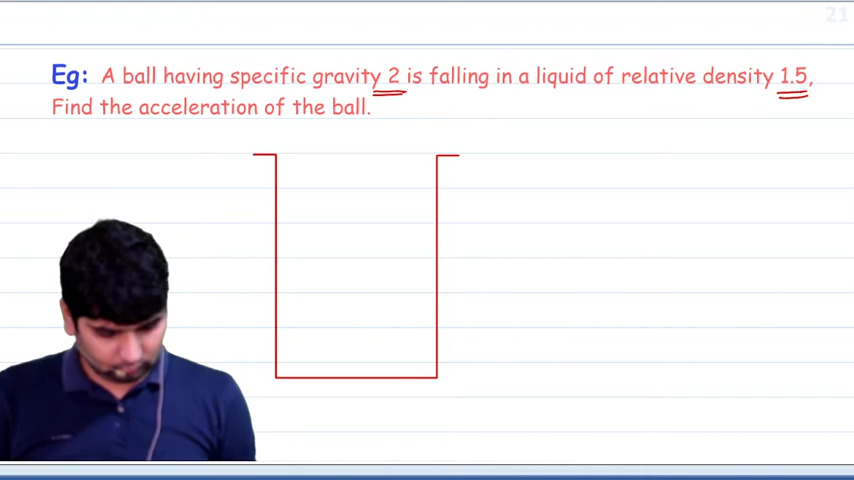 21
Eg: A ball having specific gravity 2 is falling in a liquid of relative density 1.5,
Find the acceleration of the ball.